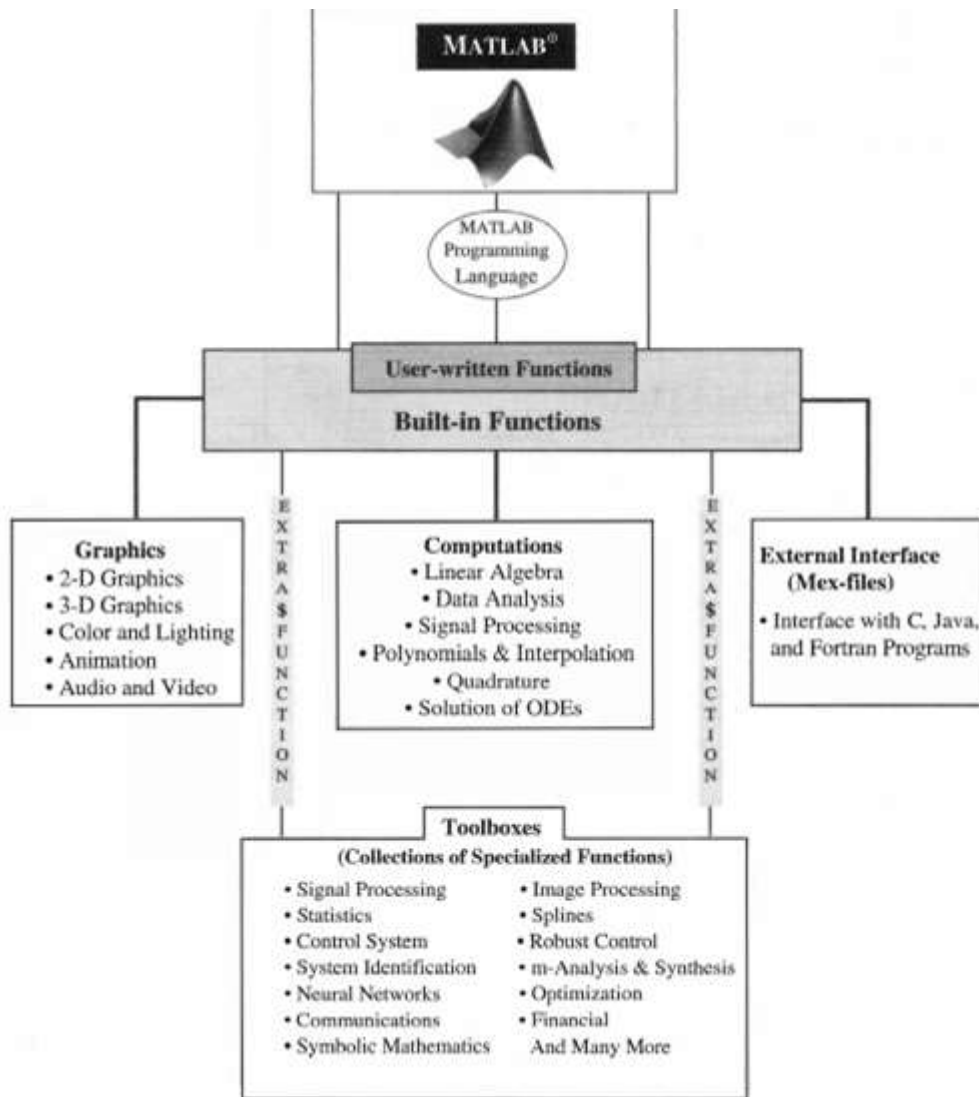 MATLAB®
MATLAB
Programming
Language
User-written Functions
Built-in Functions
Graphics
• 2-D Graphics
• 3-D Graphics
• Color and Lighting
• Animation
• Audio and Video
EXTRA$FUNCTION
Computations
• Linear Algebra
• Data Analysis
• Signal Processing
• Polynomials & Interpolation
• Quadrature
• Solution of ODEs
EXTRA$FUNCTION
External Interface
(Mex-files)
• Interface with C, Java,
and Fortran Programs
Toolboxes
(Collections of Specialized Functions)
• Signal Processing
• Statistics
• Control System
• System Identification
• Neural Networks
• Communications
• Symbolic Mathematics
• Image Processing
• Splines
• Robust Control
• m-Analysis & Synthesis
• Optimization
• Financial
And Many More